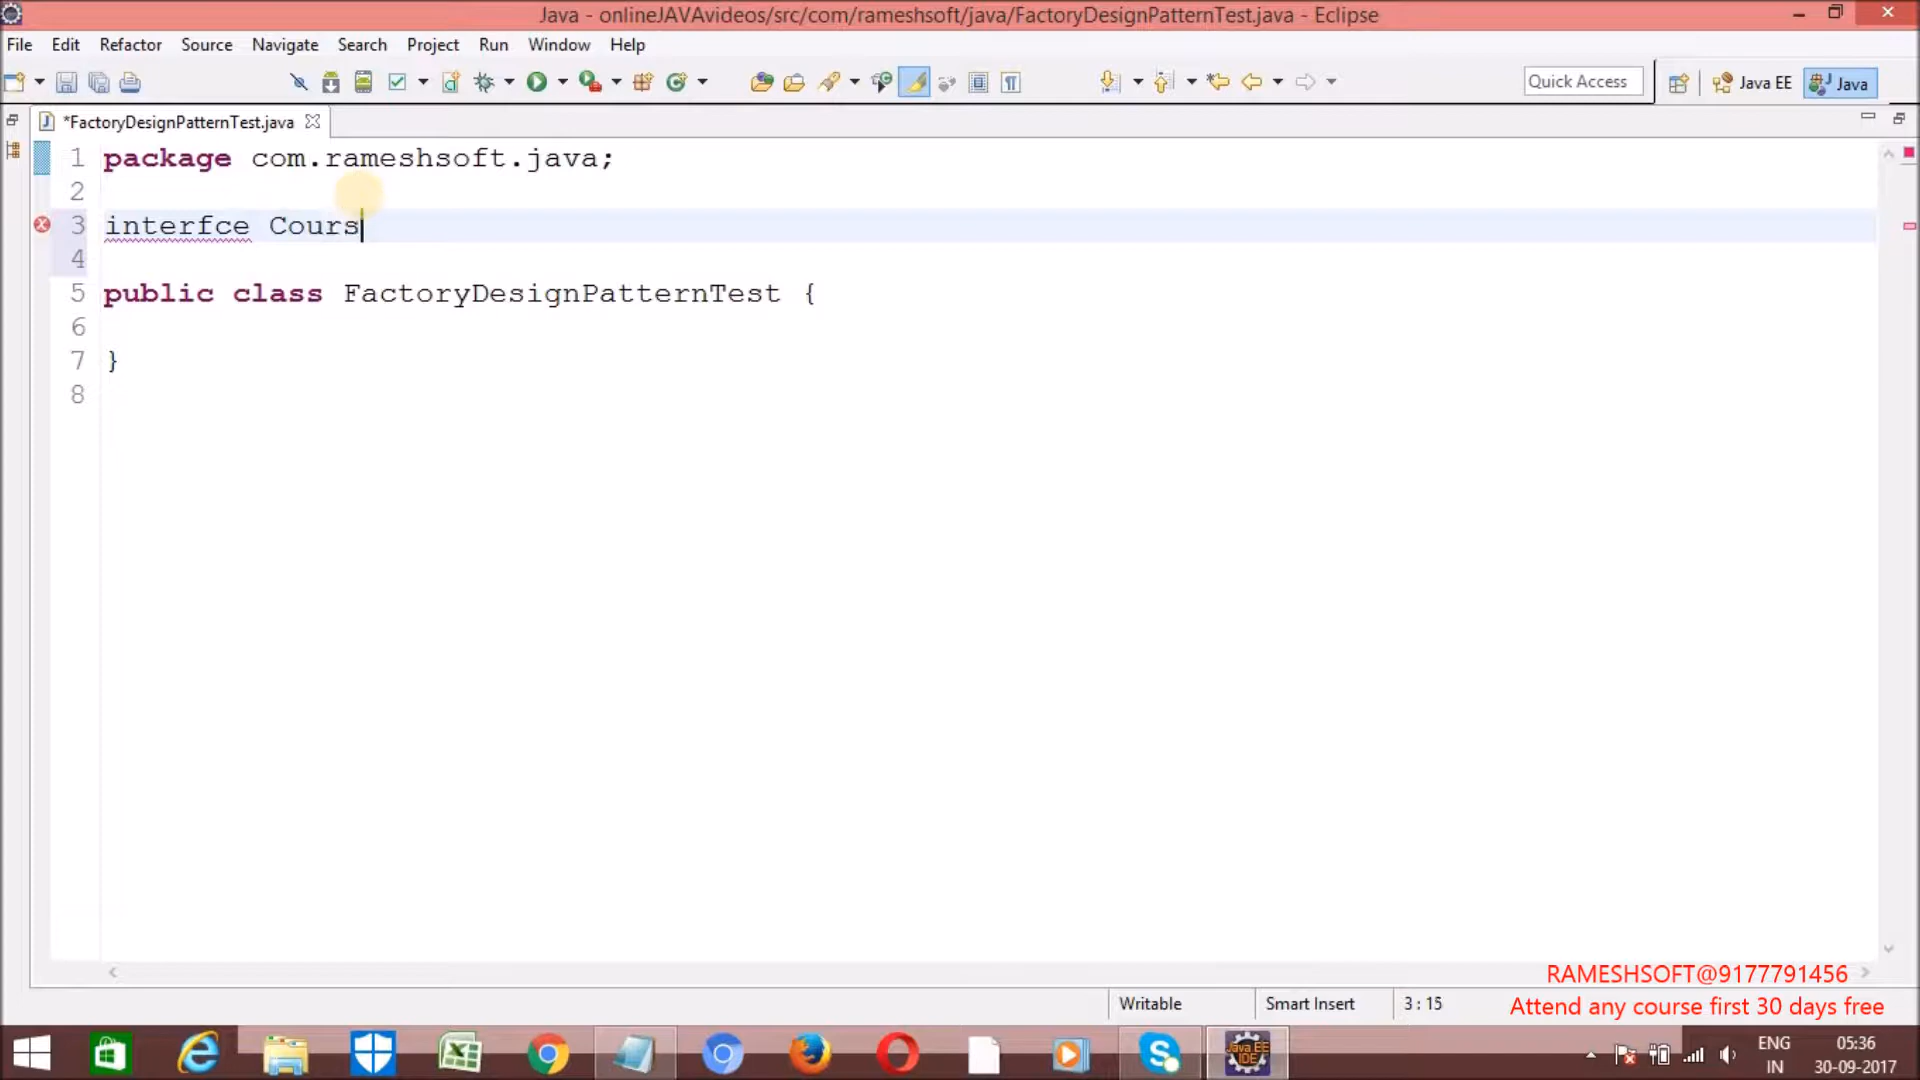 Java - onlineJAVAvideos/src/com/rameshsoft/java/FactoryDesignPatternTest.java - Eclipse
File Edit Refactor Source Navigate Search Project Run Window Help
Quick Access Java EE Java
*FactoryDesignPatternTest.java
1 package com.rameshsoft.java;
2
3 interfce Cours
4
5 public class FactoryDesignPatternTest {
6
7 }
8
RAMESHSOFT@9177791456
Writable Smart Insert 3 : 15 Attend any course first 30 days free
Java EE
IDE
ENG 05:36
IN 30-09-2017